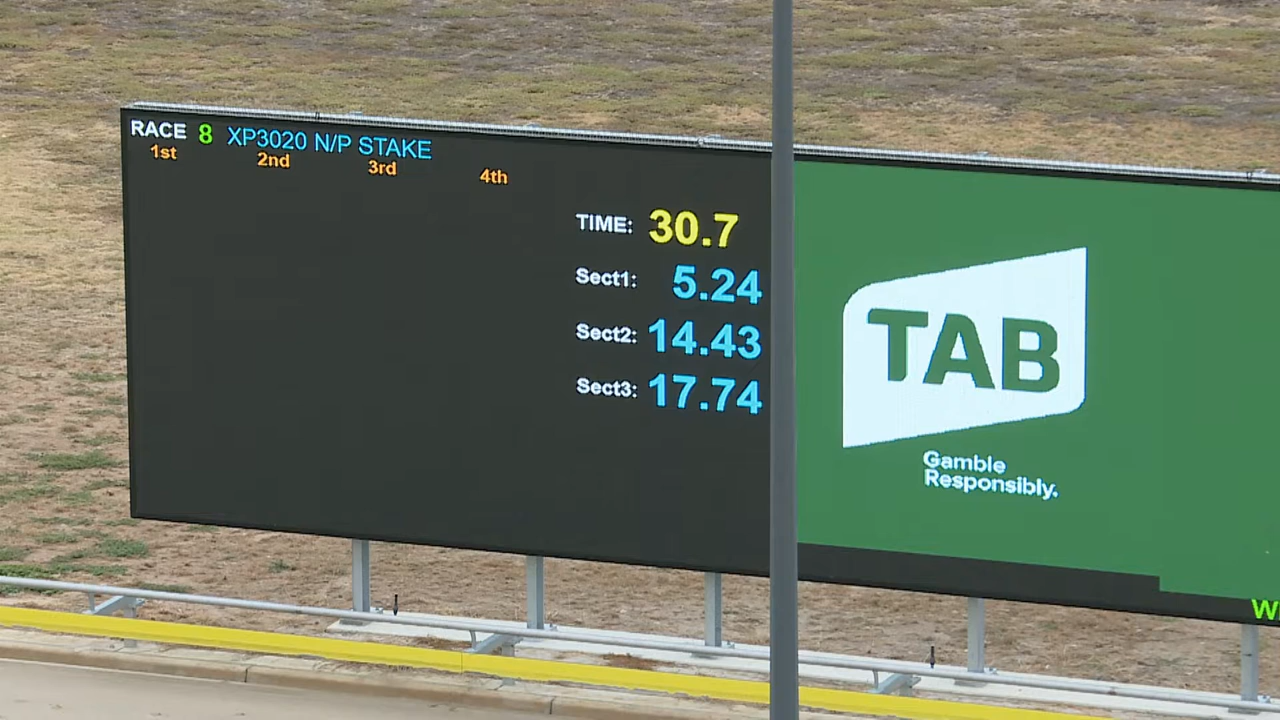 RACE 8 XP3020 N/P STAKE
1st 2nd 3rd 4th
TIME: 30.7
Sect1: 5.24
Sect2: 14.43
Sect3: 17.74
TAB
Gamble
Responsibly.